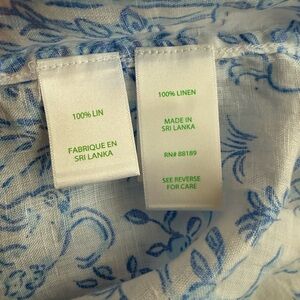 100% LIN
FABRIQUE EN
SRI LANKA
100% LINEN
MADE IN
SRI LANKA
RN# 88189
SEE REVERSE
FOR CARE